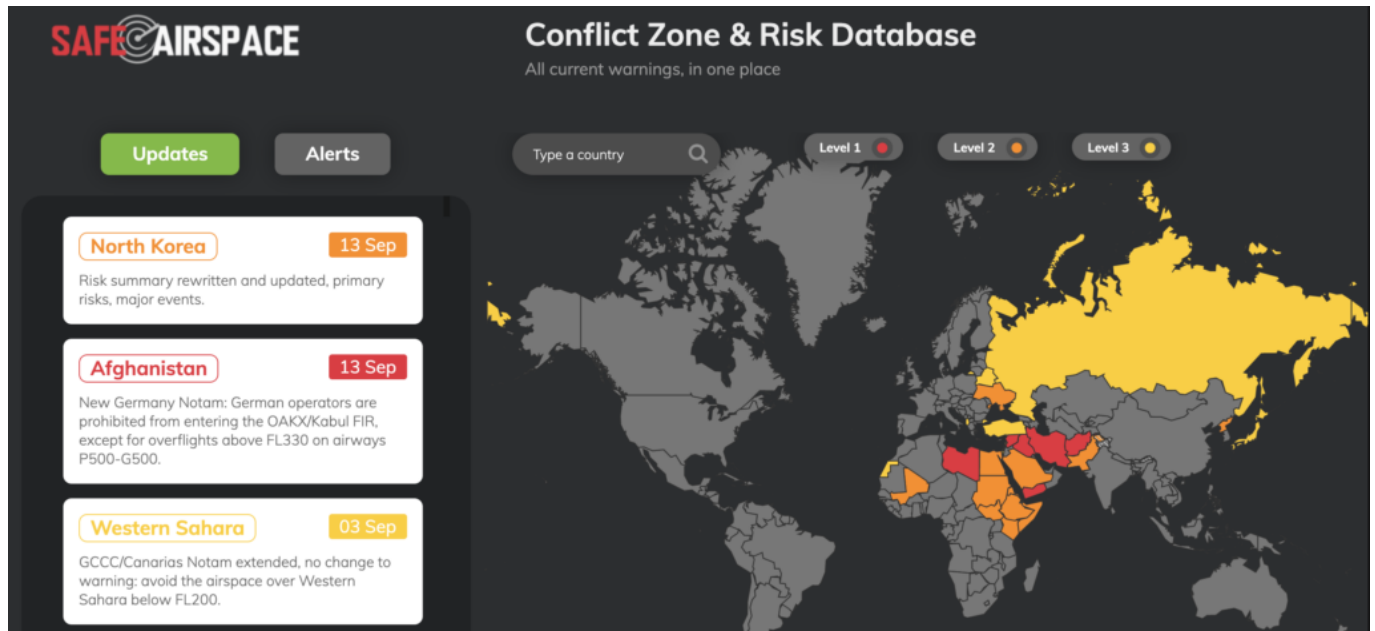 SAFE AIRSPACE
Conflict Zone & Risk Database
All current warnings, in one place
Updates
Alerts
Type a country
Level 1
Level 2
Level 3
North Korea
13 Sep
Risk summary rewritten and updated, primary
risks, major events.
Afghanistan
13 Sep
New Germany Notam: German operators are
prohibited from entering the OAKX/Kabul FIR,
except for overflights above FL330 on airways
P500-G500.
Western Sahara
03 Sep
GCCC/Canarias Notam extended, no change to
warning: avoid the airspace over Western
Sahara below FL200.